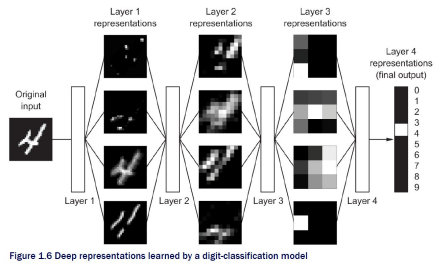 Layer 1
representations
Layer 2
representations
Layer 3
representations
Layer 4
representations
(final output)
Original
input
0
1
2
3
4
5
6
7
8
9
Layer 1
Layer 2
Layer 3
Layer 4
Figure 1.6 Deep representations learned by a digit-classification model